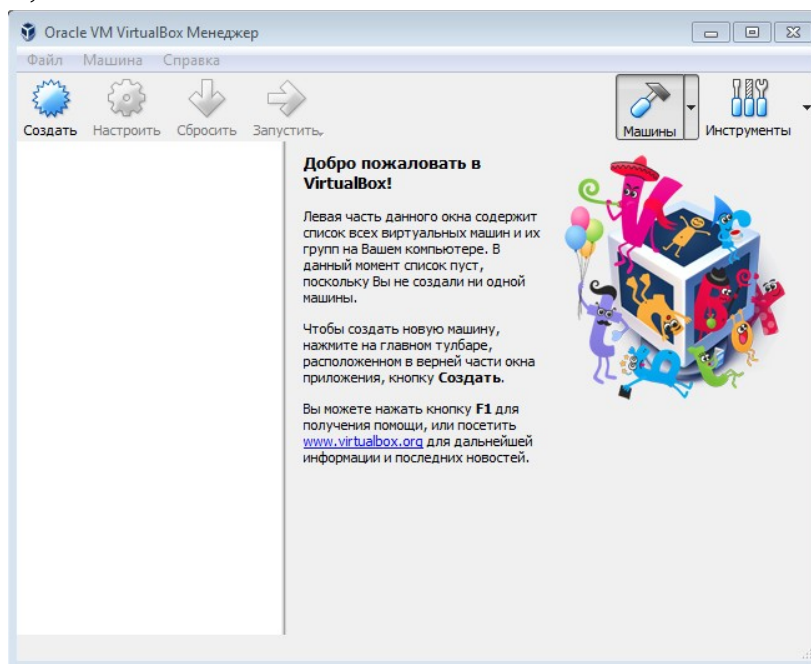 Oracle VM VirtualBox Менеджер
Файл Машина Справка
Создать Настроить Сбросить Запустить
Машины Инструменты
Добро пожаловать в
VirtualBox!
Левая часть данного окна содержит
список всех виртуальных машин и их
групп на Вашем компьютере. В
данный момент список пуст,
поскольку Вы не создали ни одной
машины.
Чтобы создать новую машину,
нажмите на главном тулбаре,
расположенном в верней части окна
приложения, кнопку Создать.
Вы можете нажать кнопку F1 для
получения помощи, или посетить
www.virtualbox.org для дальнейшей
информации и последних новостей.